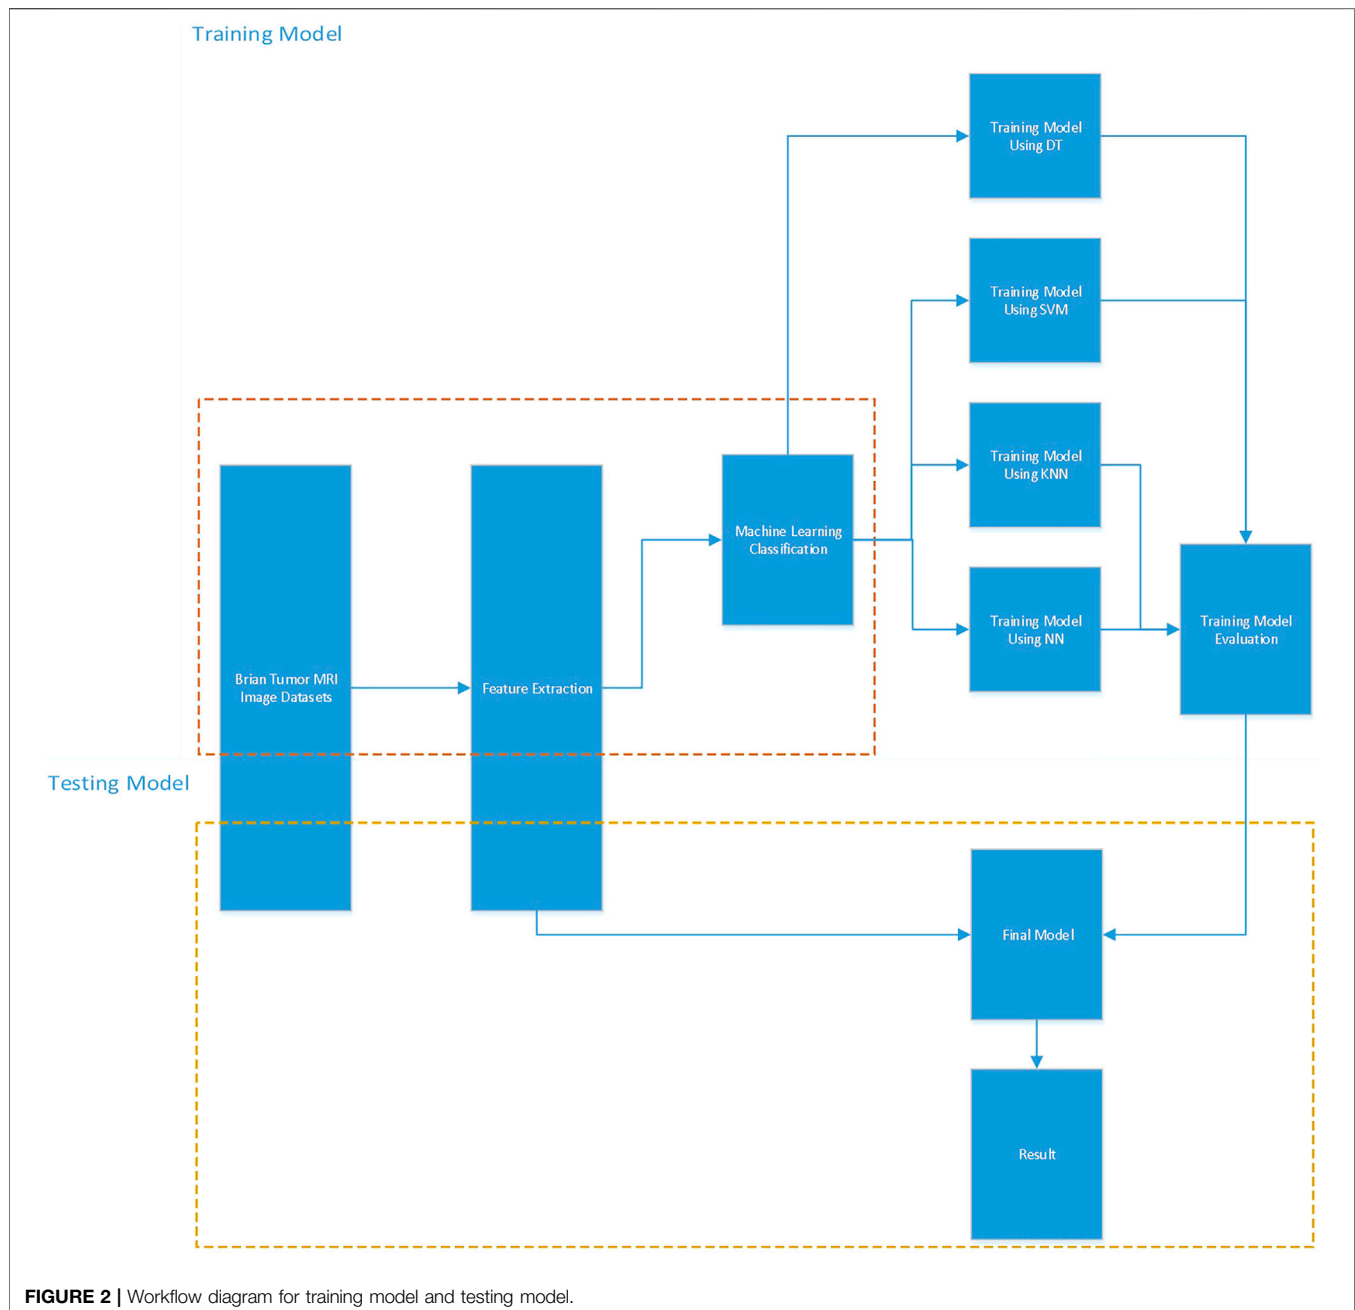 Training Model
Training Model
Using DT
Training Model
Using SVM
Training Model
Using KNN
Machine Learning
Classification
Training Model
Using NN
Training Model
Evaluation
Brian Tumor MRI
Image Datasets
Feature Extraction
Testing Model
Final Model
Result
FIGURE 2 | Workflow diagram for training model and testing model.